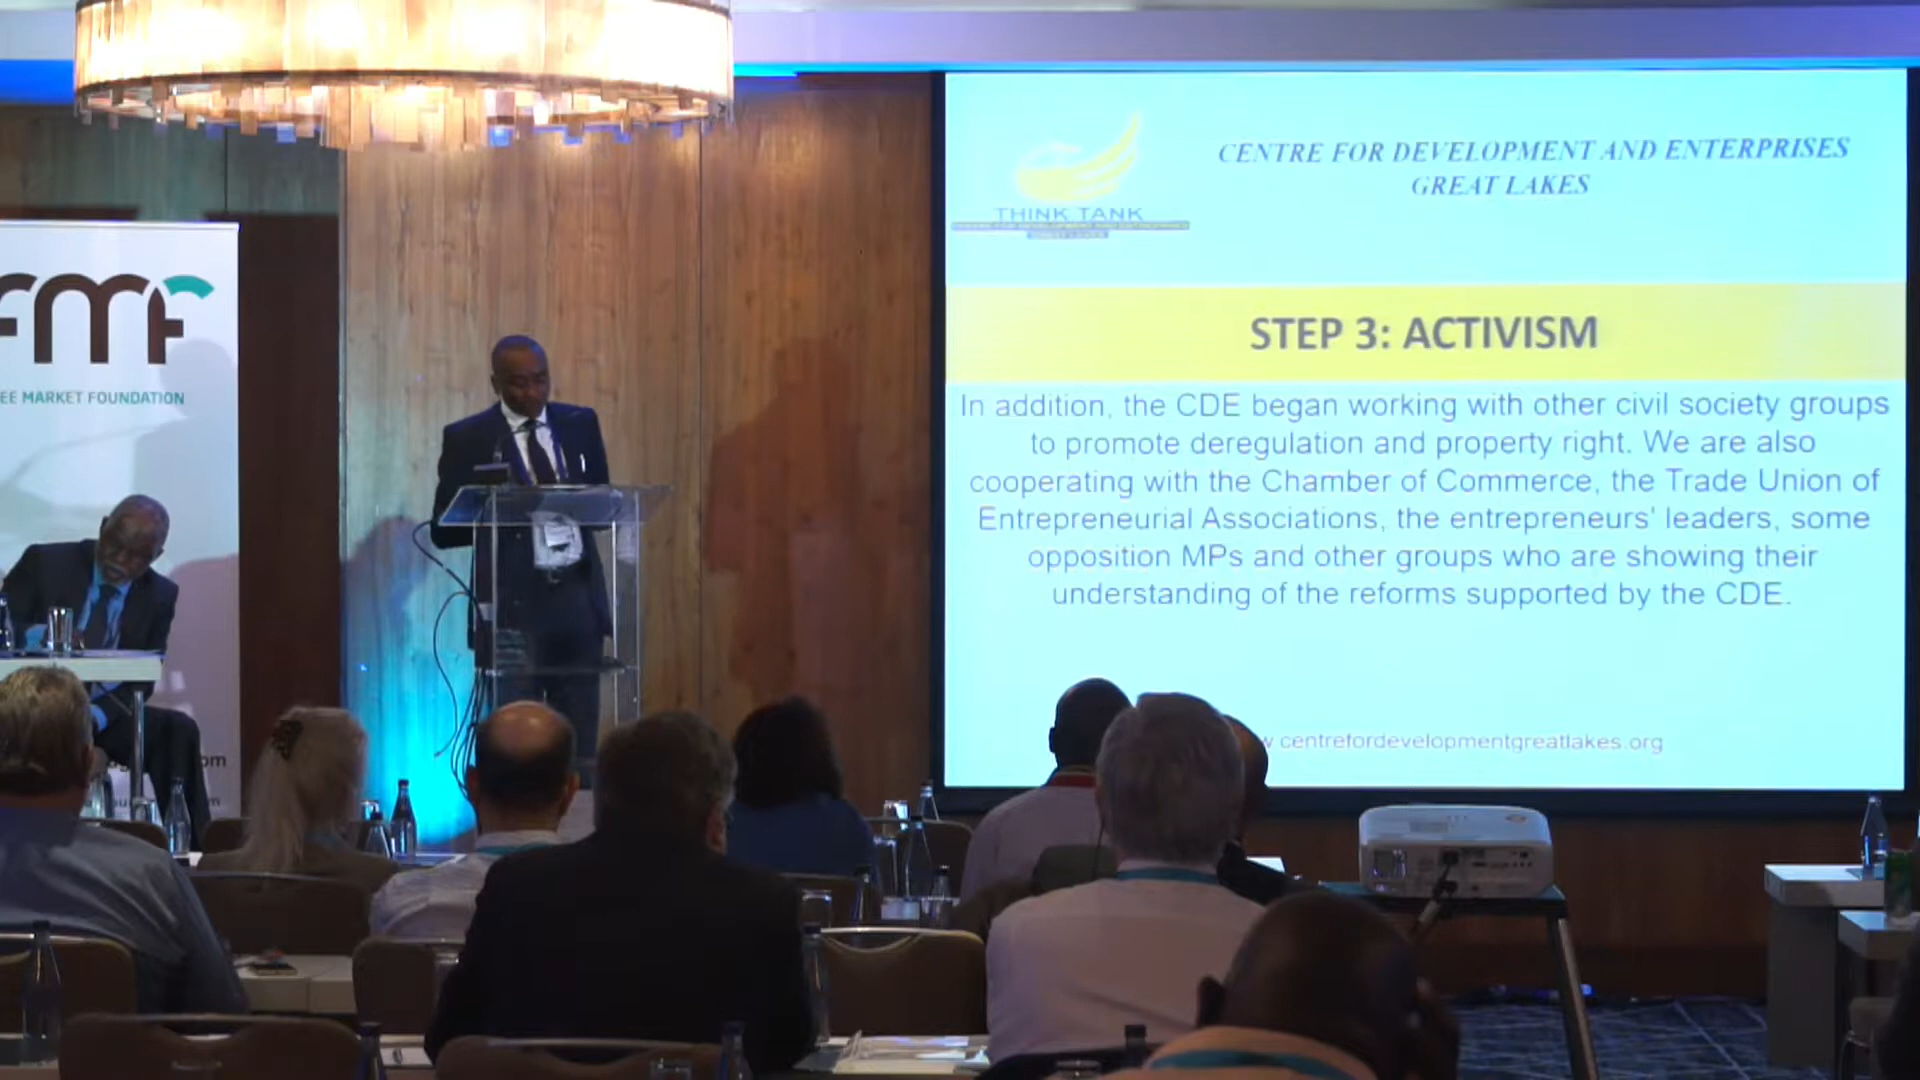 CENTRE FOR DEVELOPMENT AND ENTERPRISES
GREAT LAKES
THINK TANK
STEP 3: ACTIVISM
In addition, the CDE began working with other civil society groups
to promote deregulation and property right. We are also
cooperating with the Chamber of Commerce, the Trade Union of
Entrepreneurial Associations, the entrepreneurs' leaders, some
opposition MPs and other groups who are showing their
understanding of the reforms supported by the CDE.
centrefordevelopmentgreatlakes.org
fmf
EE MARKET FOUNDATION